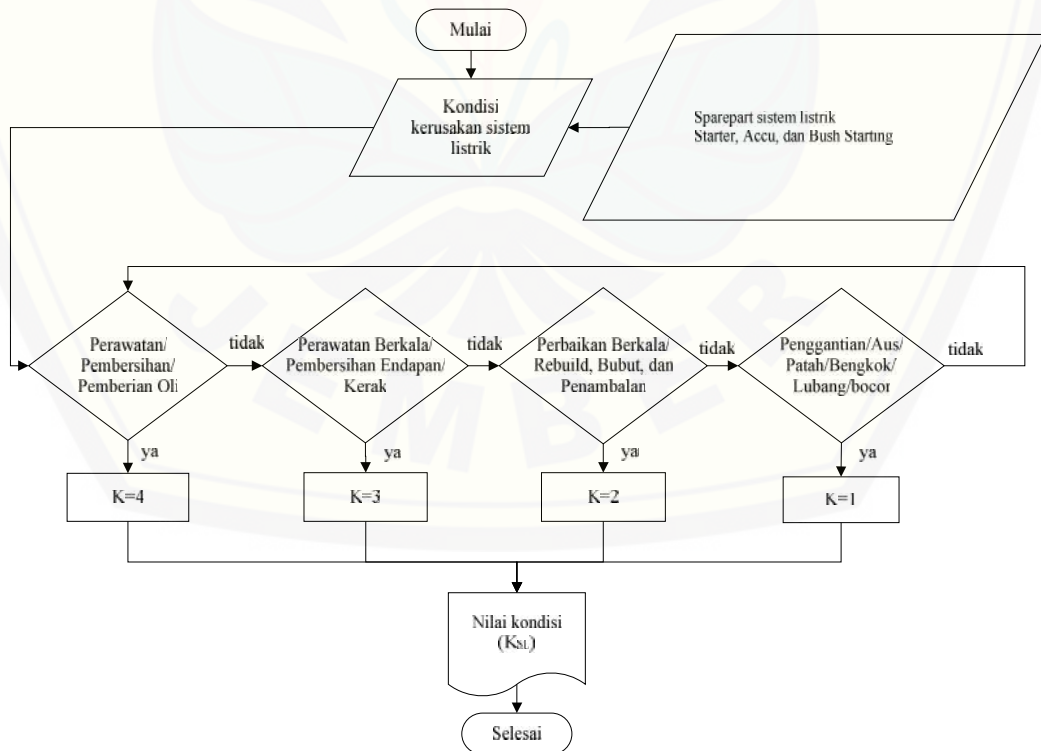 Mulai
Kondisi
kerusakan sistem
listrik
Sparepart sistem listrik
Starter, Accu, dan Bush Starting
Perawatan/
Pembersihan/
Pemberian Oli
tidak
Perawatan Berkala/
Pembersihan Endapan/
Kerak
tidak
Perbaikan Berkala/
Rebuild, Bubut, dan
Penambalan
tidak
Penggantian/Aus/
Patah/Bengkok/
Lubang/bocor
tidak
ya
ya
ya
ya
K=4
K=3
K=2
K=1
Nilai kondisi
(KSL)
Selesai
JEMBER